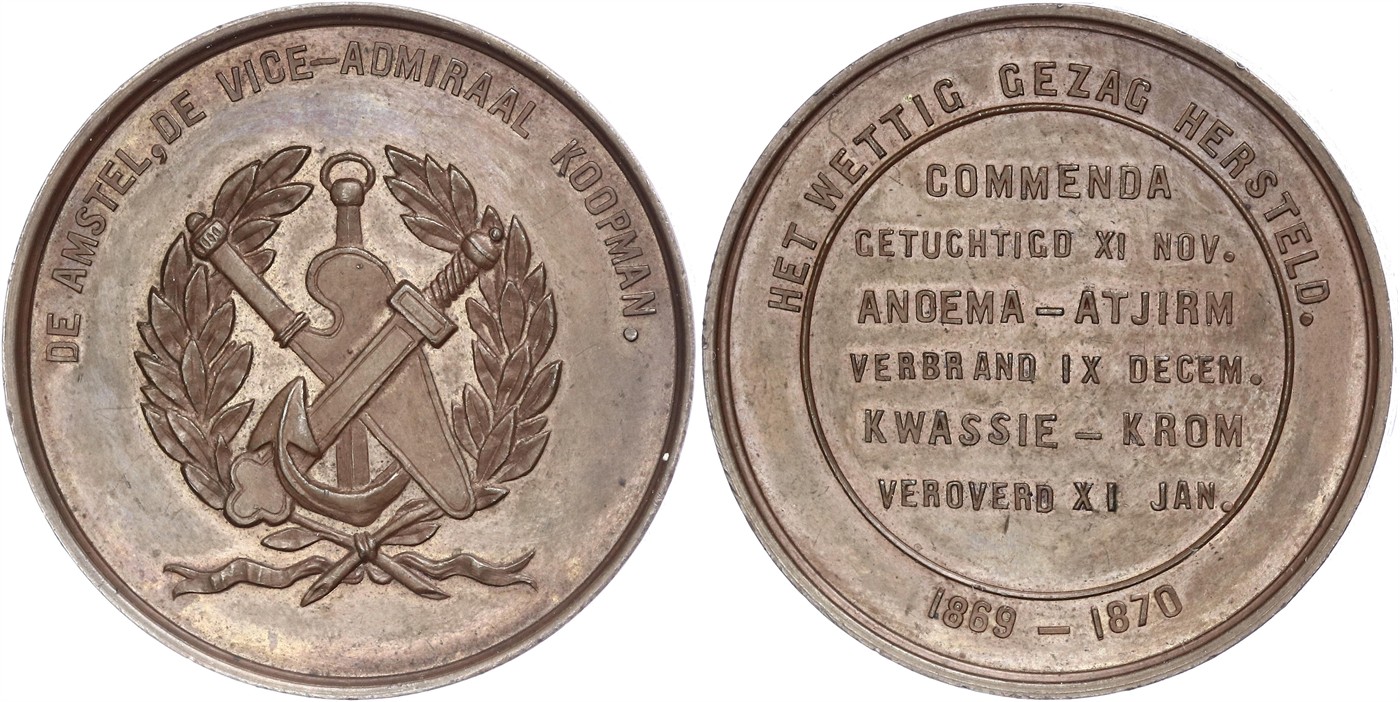 DE AMSTEL, DE VICE-ADMIRAAL KOOPMAN.
HET WETTIG GEZAG HERSTELD.
COMMENDA
GETUCHTIGD XI NOV.
ANOEMA - ATJIRM
VERBRAND IX DECEM.
KWASSIE - KROM
VEROVERD XI JAN.
1869 - 1870